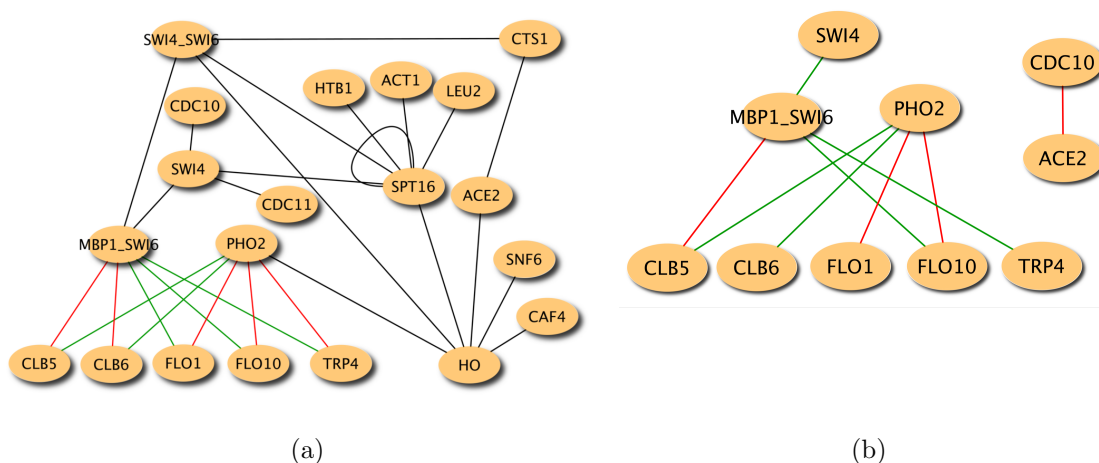 SWI4_SWI6
CTS1
HTB1
ACT1
LEU2
CDC10
SWI4
SPT16
ACE2
CDC11
MBP1_SWI6
PHO2
SNF6
CAF4
CLB5
CLB6
FLO1
FLO10
TRP4
HO
(a)
SWI4
CDC10
MBP1_SWI6
PHO2
ACE2
CLB5
CLB6
FLO1
FLO10
TRP4
(b)